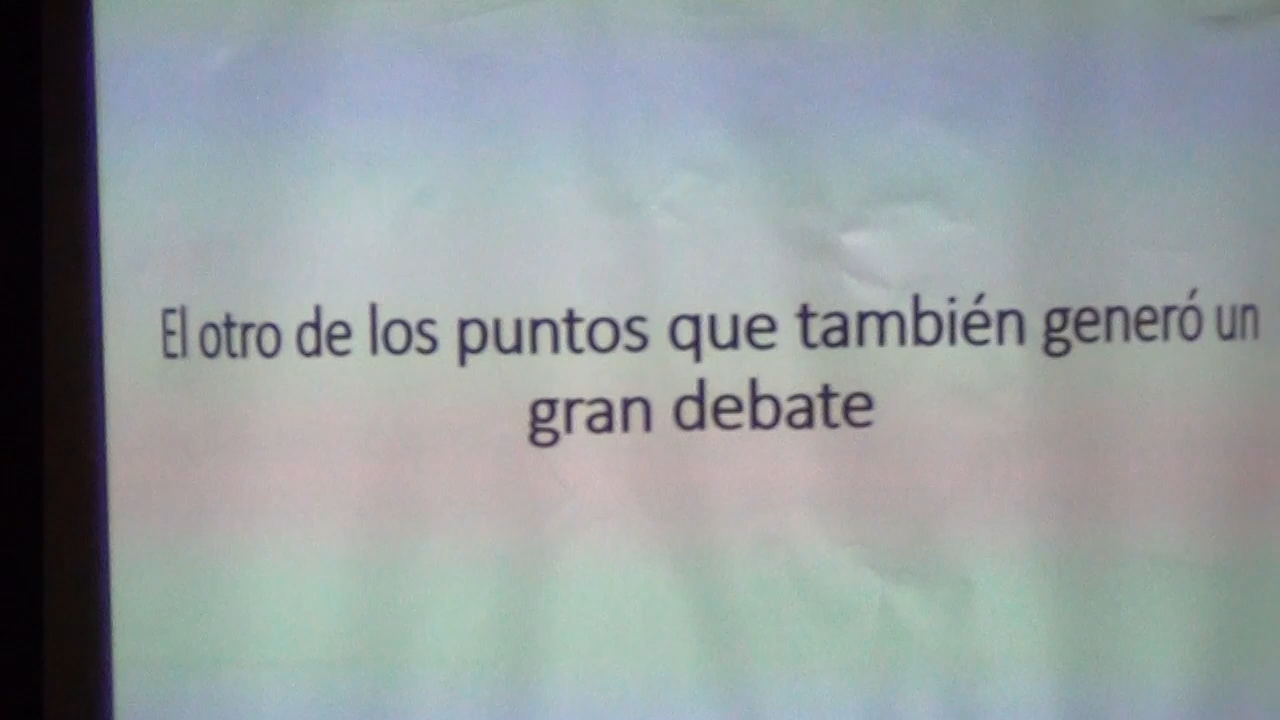 El otro de los puntos que también generó un
gran debate